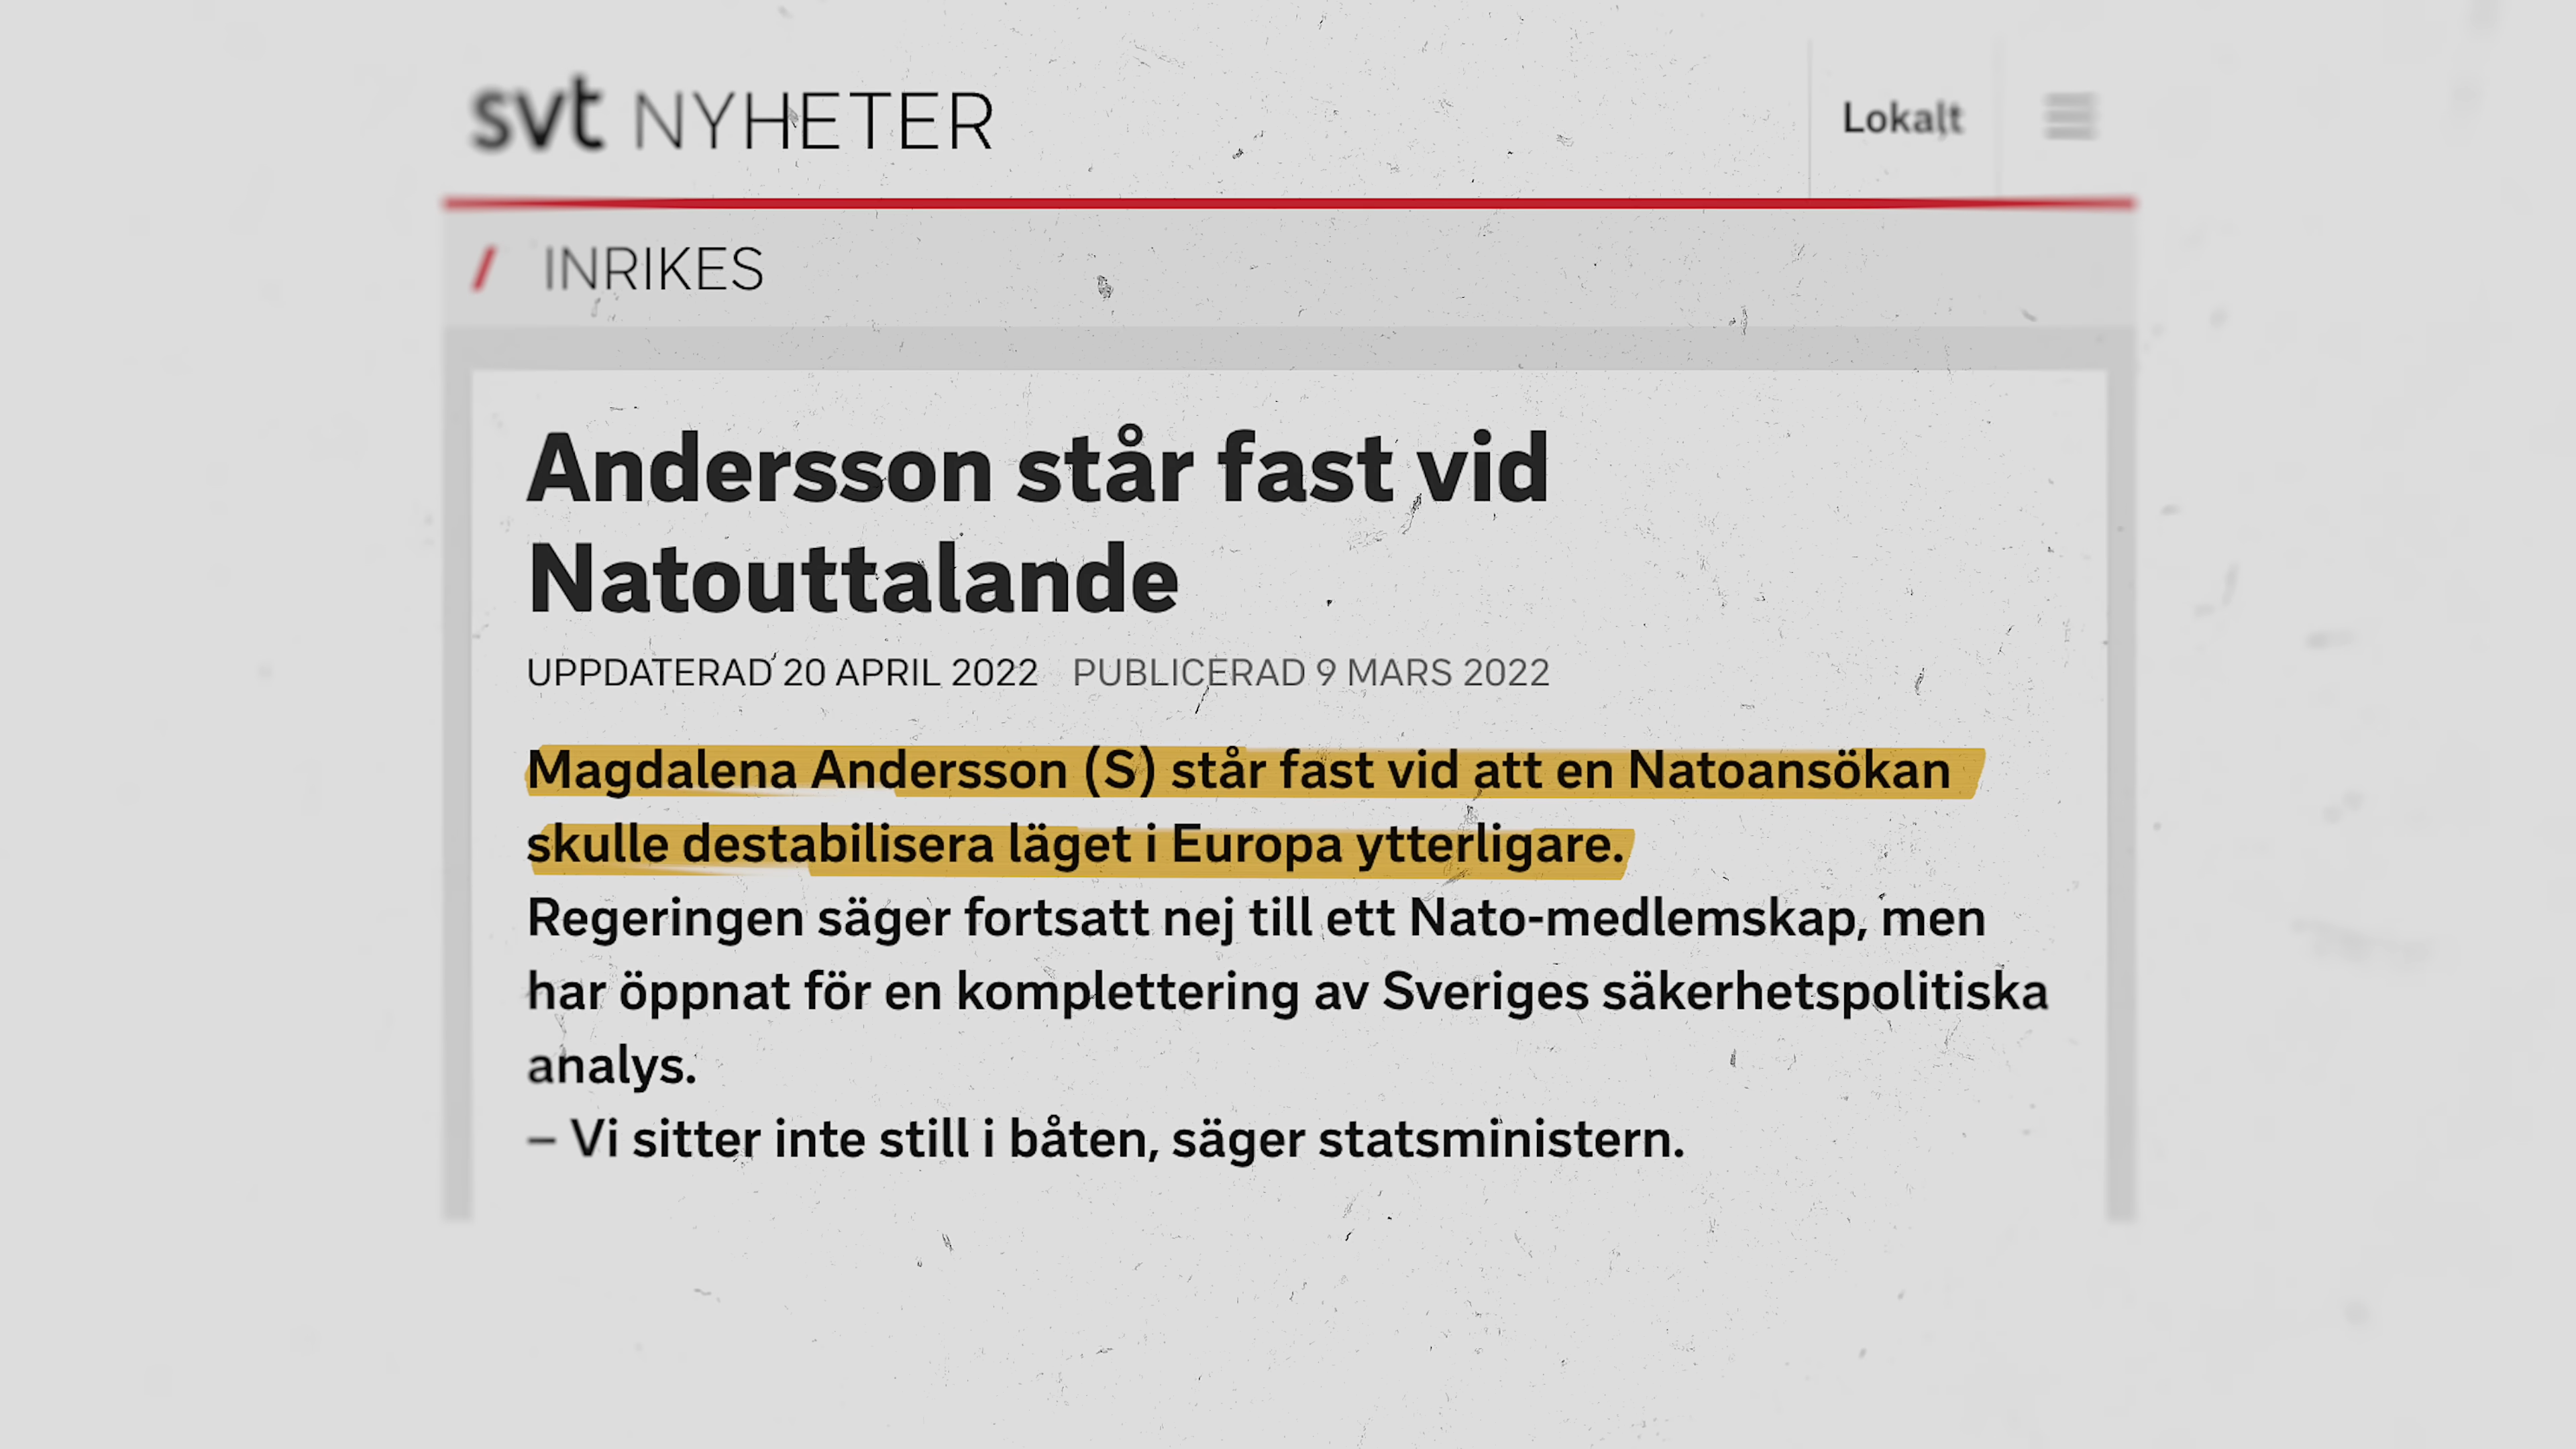 svt NYHETER
Lokalt
/ INRIKES
Andersson står fast vid
Natouttalande
UPPDATERAD 20 APRIL 2022 PUBLICERAD 9 MARS 2022
Magdalena Andersson (S) står fast vid att en Natoansökan
skulle destabilisera läget i Europa ytterligare.
Regeringen säger fortsatt nej till ett Nato-medlemskap, men
har öppnat för en komplettering av Sveriges säkerhetspolitiska
analys.
– Vi sitter inte still i båten, säger statsministern.